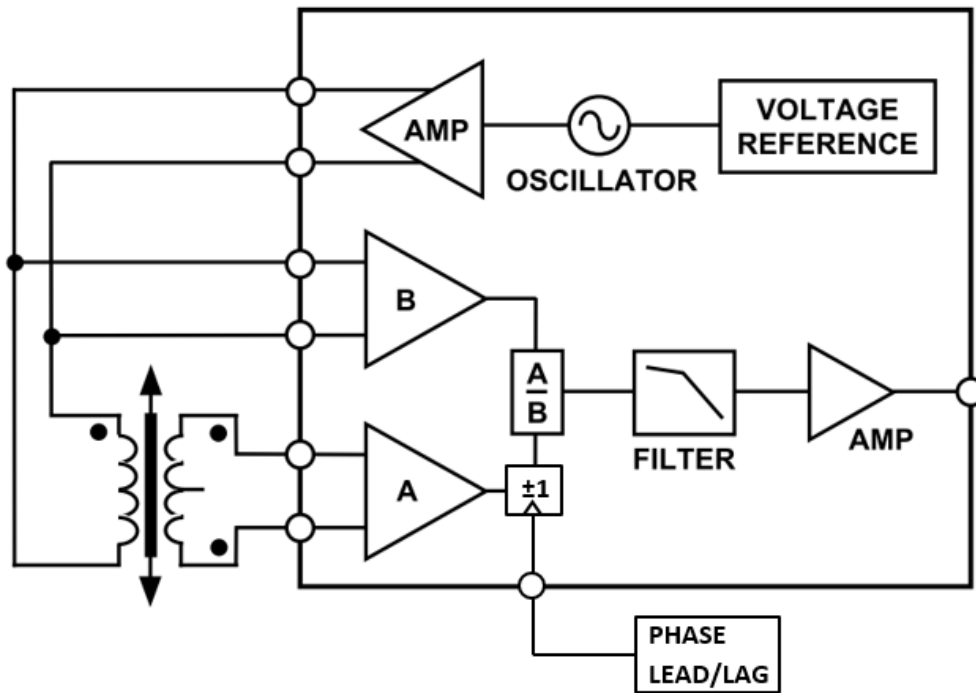 AMP
VOLTAGE
REFERENCE
OSCILLATOR
B
A
B
FILTER
AMP
A
±1
PHASE
LEAD/LAG